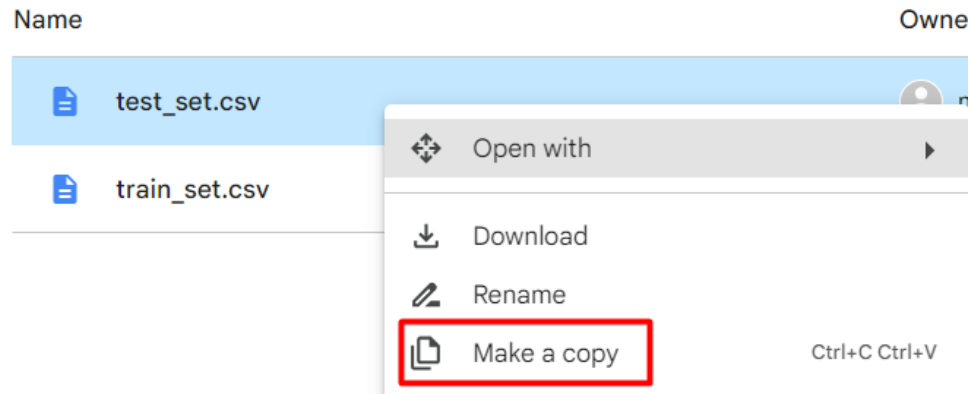 Name Owne
test_set.csv
Open with
train_set.csv
Download
Rename
Make a copy Ctrl+C Ctrl+V